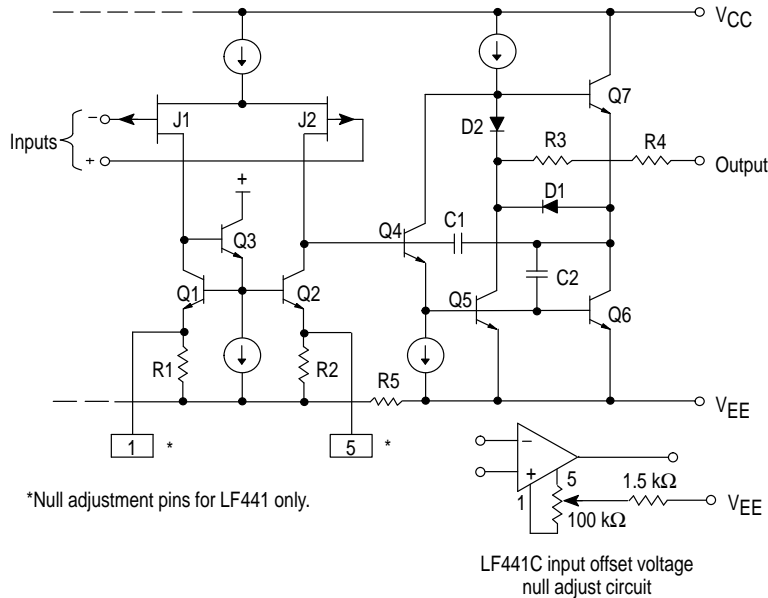 VCC
Q7
J1
J2
D2
R3
R4
Inputs
−
+
Output
+
D1
Q3
Q4
C1
C2
Q1
Q2
Q5
Q6
R1
R2
R5
VEE
1
*
5
*
*Null adjustment pins for LF441 only.
−
+
5
1.5 kΩ
1
VEE
100 kΩ
LF441C input offset voltage
null adjust circuit